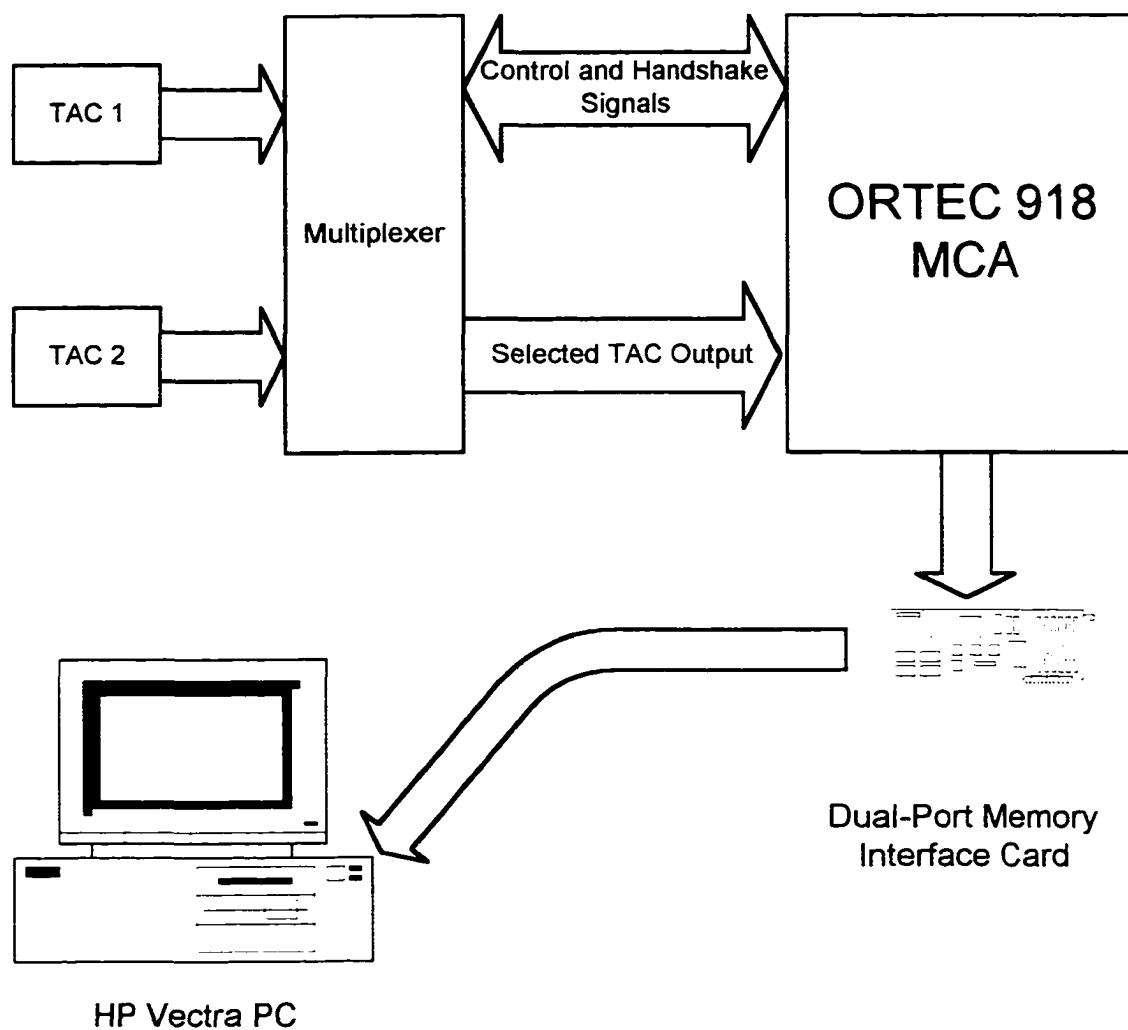 TAC 1
Control and Handshake
Signals
ORTEC 918
MCA
Multiplexer
TAC 2
Selected TAC Output
Dual-Port Memory
Interface Card
HP Vectra PC